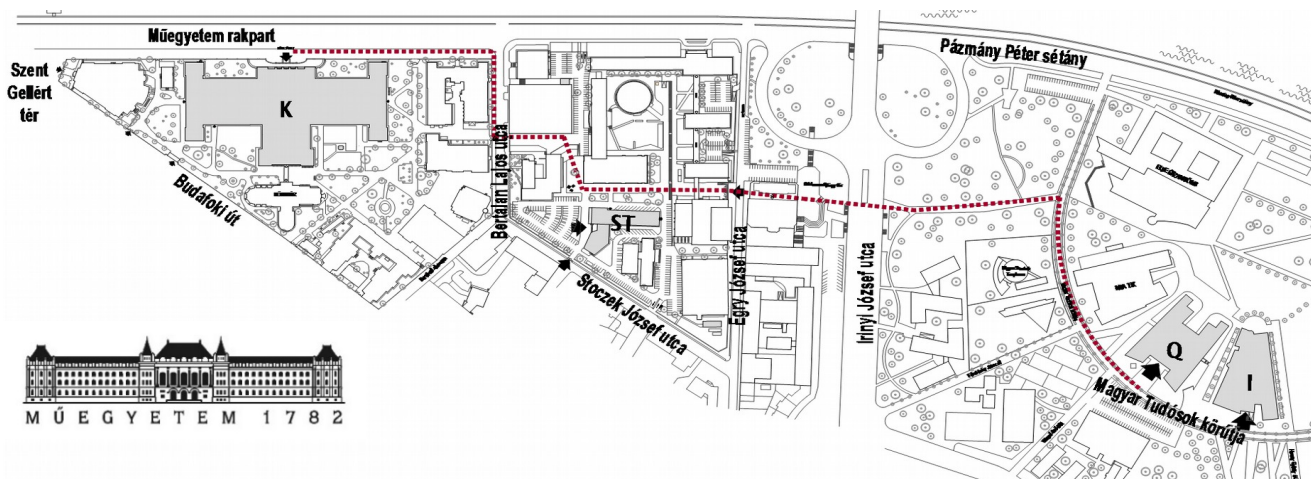 Műegyetem rakpart
Szent
Gellért
tér
Pázmány Péter sétány
K
Budafoki út
Bertalan Lajos utca
ST
Stoczek József utca
Egry József utca
Irinyi József utca
Q
I
Magyar Tudósok körútja
MŰEGYETEM 1782